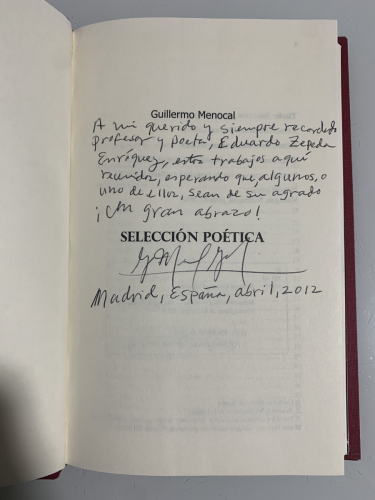 Guillermo Menocal
A mi querido y siempre recordado
profesor y poeta, Eduardo Zepeda
Enríquez, estos trabajos aquí
reunidos, esperando que, algunos, o
uno de ellos, sean de su agrado
¡Un gran abrazo!
SELECCIÓN POÉTICA
Madrid, España, abril, 2012